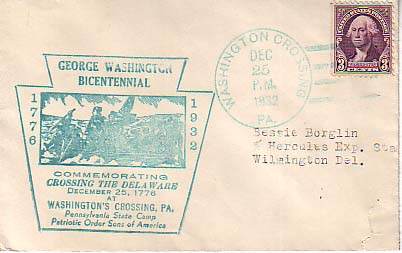 GEORGE WASHINGTON
BICENTENNIAL
1776
1932
COMMEMORATING
CROSSING THE DELAWARE
DECEMBER 25, 1776
AT
WASHINGTON'S CROSSING, PA.
Pennsylvania State Camp
Patriotic Order Sons of America
WASHINGTON CROSSING
DEC
25
P.M.
1932
PA.
3 CENTS 3
Bessie Borglin
Hercules Exp. Sta
Wilmington Del.